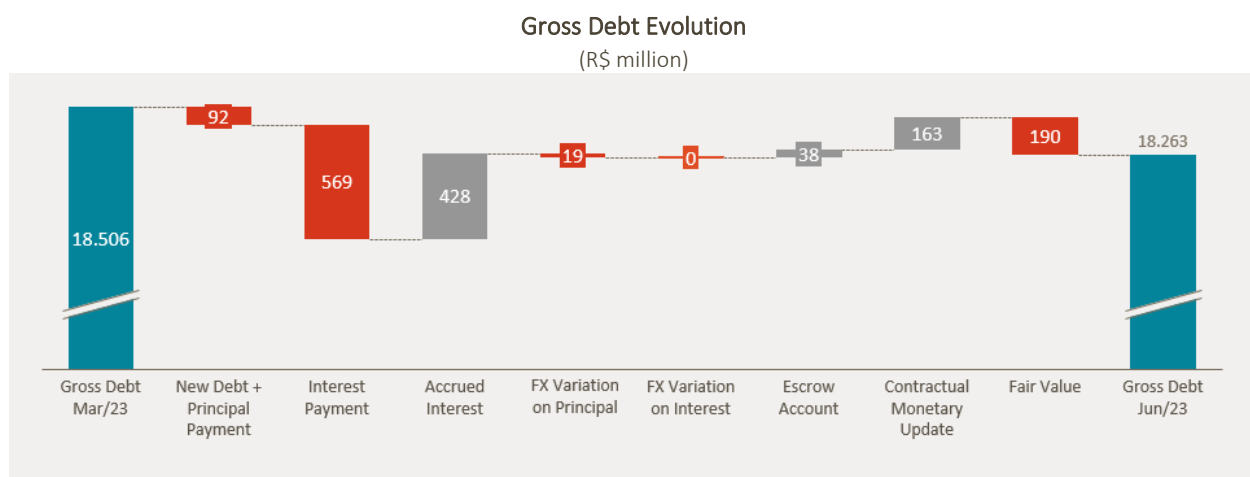 Gross Debt Evolution
(R$ million)
92
569
428
19
0
38
163
190
18.263
18.506
Gross Debt
Mar/23
New Debt +
Principal
Payment
Interest
Payment
Accrued
Interest
FX Variation
on Principal
FX Variation
on Interest
Escrow
Account
Contractual
Monetary
Update
Fair Value
Gross Debt
Jun/23